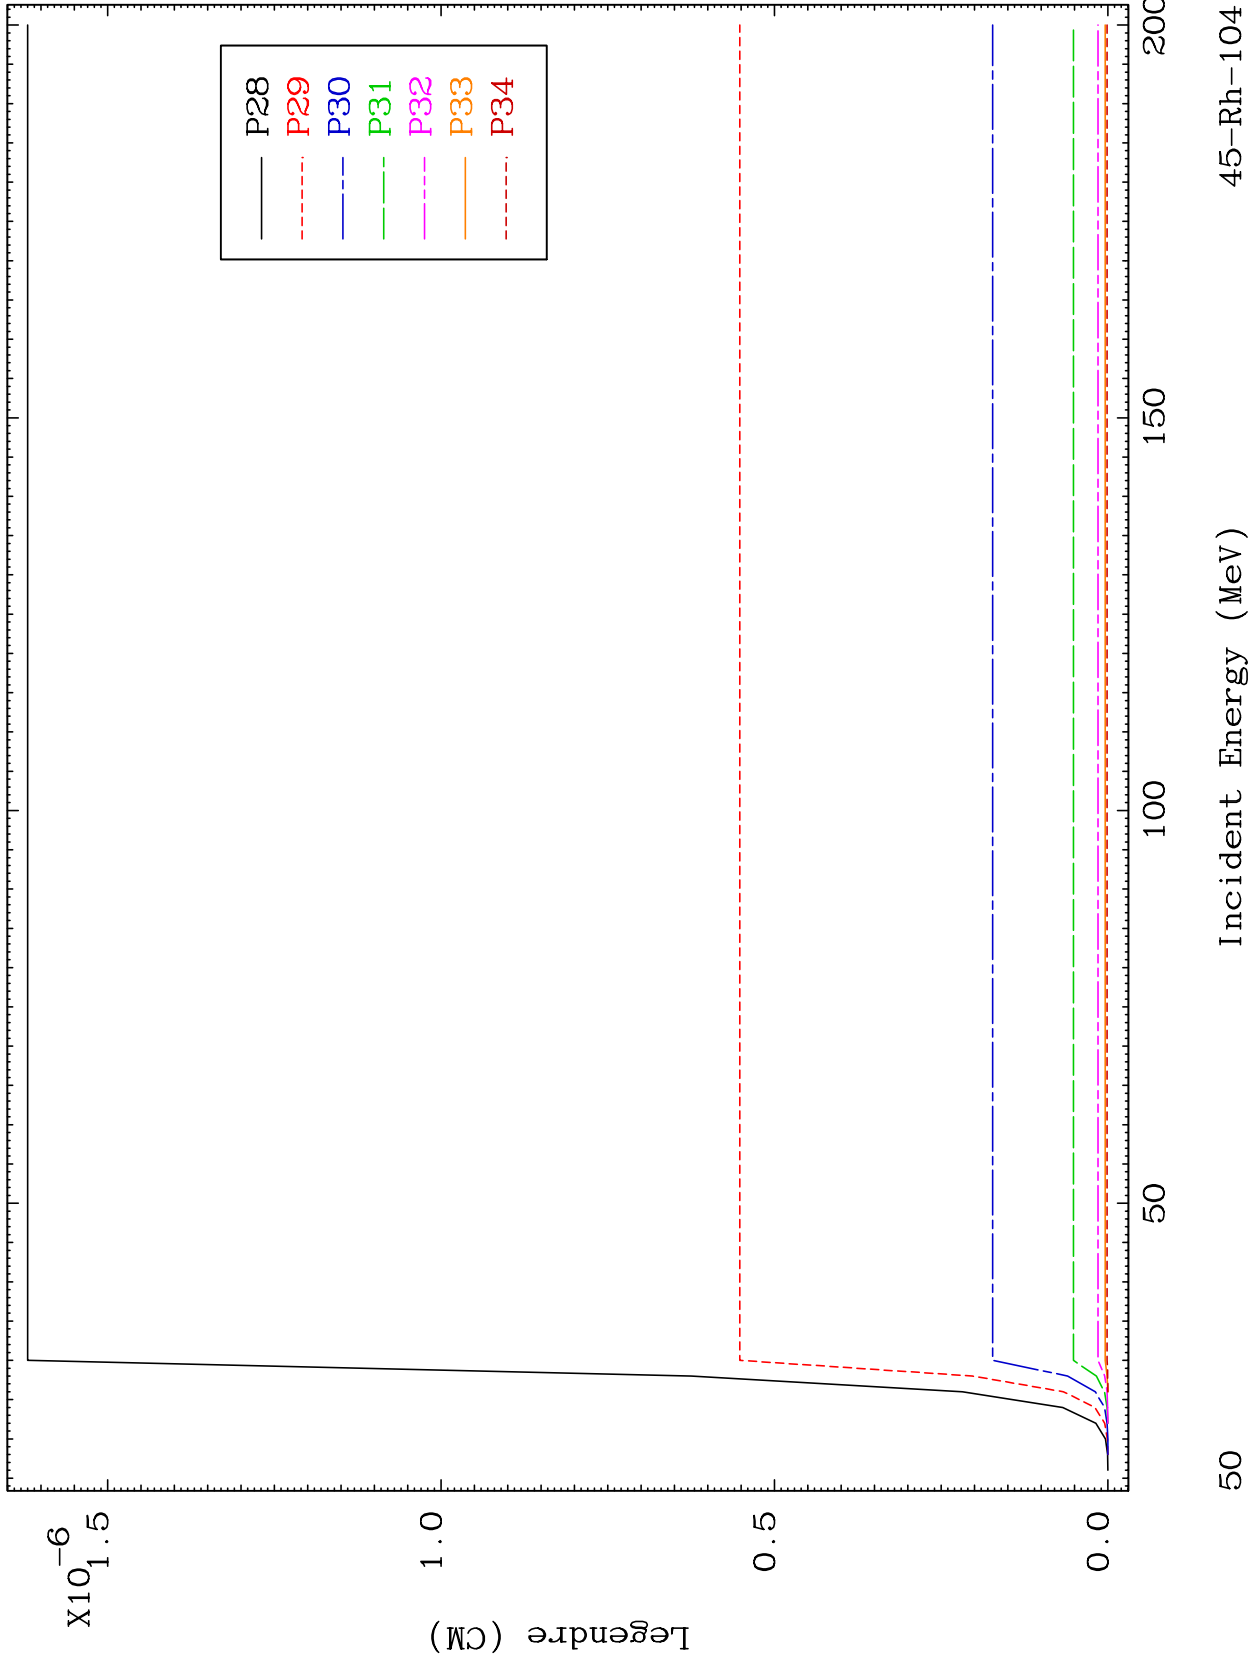 X10-6
1.5
1.0
0.5
0.0
Legendre (CM)
P28
P29
P30
P31
P32
P33
P34
50
100
150
200
50
Incident Energy (MeV)
45-Rh-104